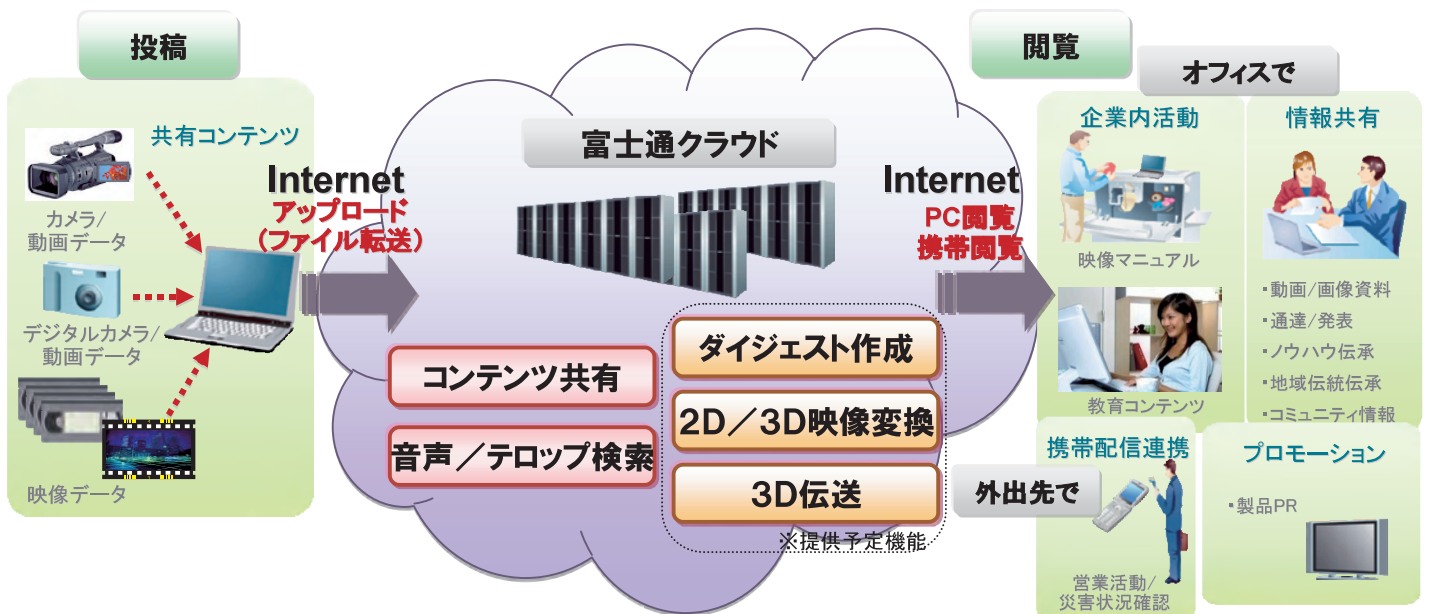 投稿
共有コンテンツ
カメラ/
動画データ
デジタルカメラ/
動画データ
映像データ
Internet
アップロード
（ファイル転送）
富士通クラウド
コンテンツ共有
音声／テロップ検索
ダイジェスト作成
2D／3D映像変換
3D伝送
※提供予定機能
Internet
PC閲覧
携帯閲覧
閲覧
オフィスで
企業内活動
映像マニュアル
教育コンテンツ
情報共有
・動画/画像資料
・通達/発表
・ノウハウ伝承
・地域伝統伝承
・コミュニティ情報
外出先で
携帯配信連携
営業活動/
災害状況確認
プロモーション
・製品PR